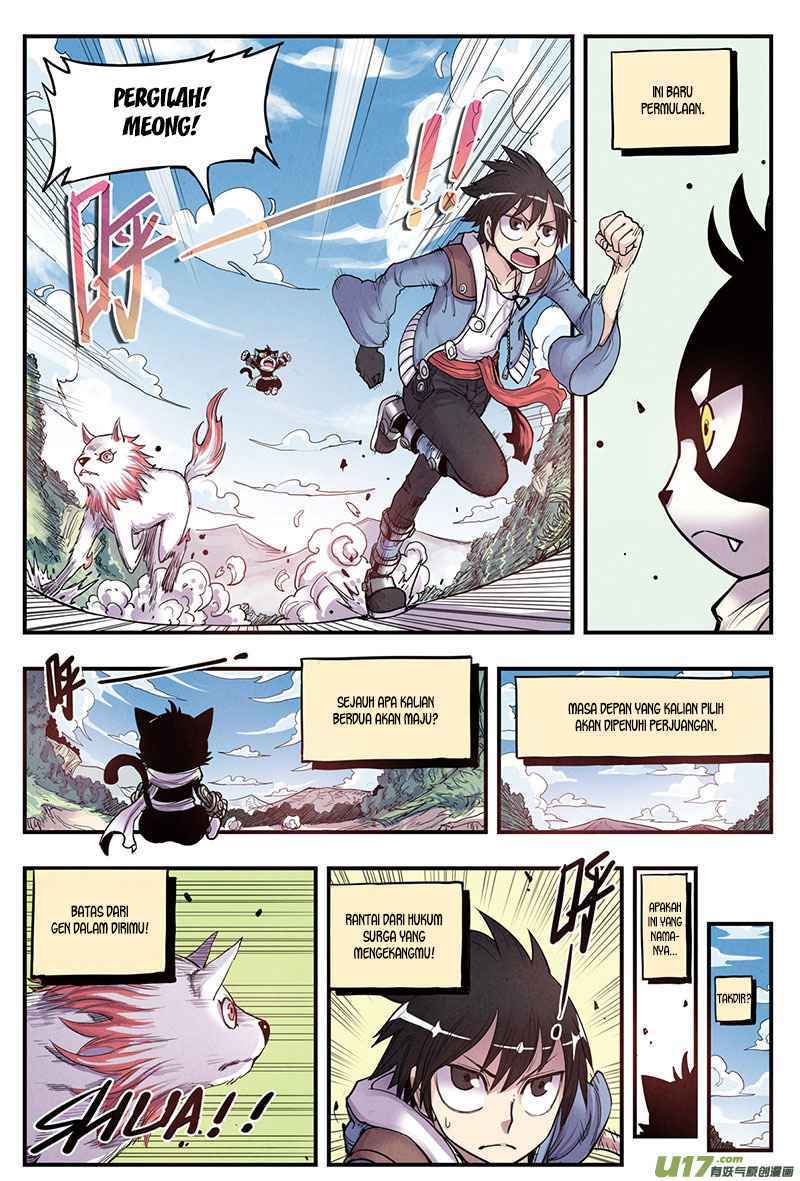 PERGILAH!
MEONG!
呼一!!
INI BARU
PERMULAAN.
呼一
SEJAUH APA KALIAN
BERDUA AKAN MAJU?
MASA DEPAN YANG KALIAN PILIH
AKAN DIPENUHI PERJUANGAN.
BATAS DARI
GEN DALAM DIRIMU!
SHUA!!
RANTAI DARI HUKUM
SURGA YANG
MENGEKANGMU!
呼!
APAKAH
INI YANG
NAMA-
NYA...
TAKDIR?
U17.com
有妖气原创漫画